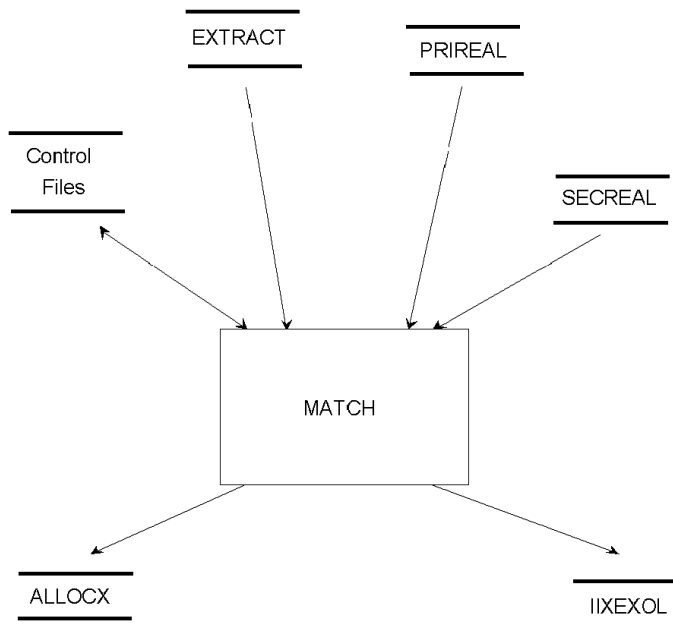 EXTRACT
PRIREAL
Control
Files
SECREAL
MATCH
ALLOCX
IIXEXOL